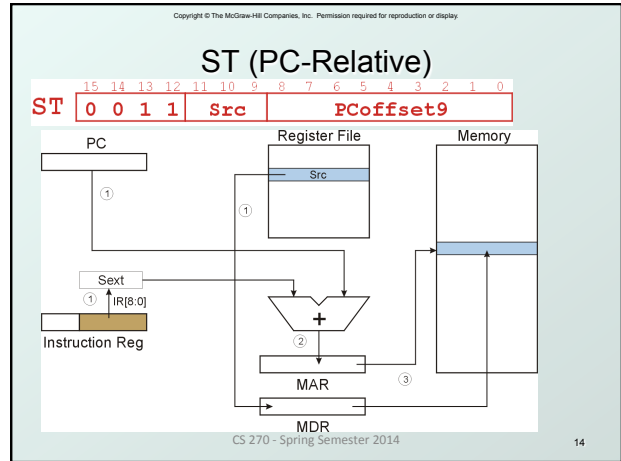 Copyright © The McGraw-Hill Companies, Inc. Permission required for reproduction or display.
ST (PC-Relative)
15 14 13 12 11 10 9 8 7 6 5 4 3 2 1 0
ST 0 0 1 1 Src PCoffset9
PC
Register File
Memory
Src
1
1
Sext
1
IR[8:0]
+
Instruction Reg
2
MAR
3
MDR
CS 270 - Spring Semester 2014
14